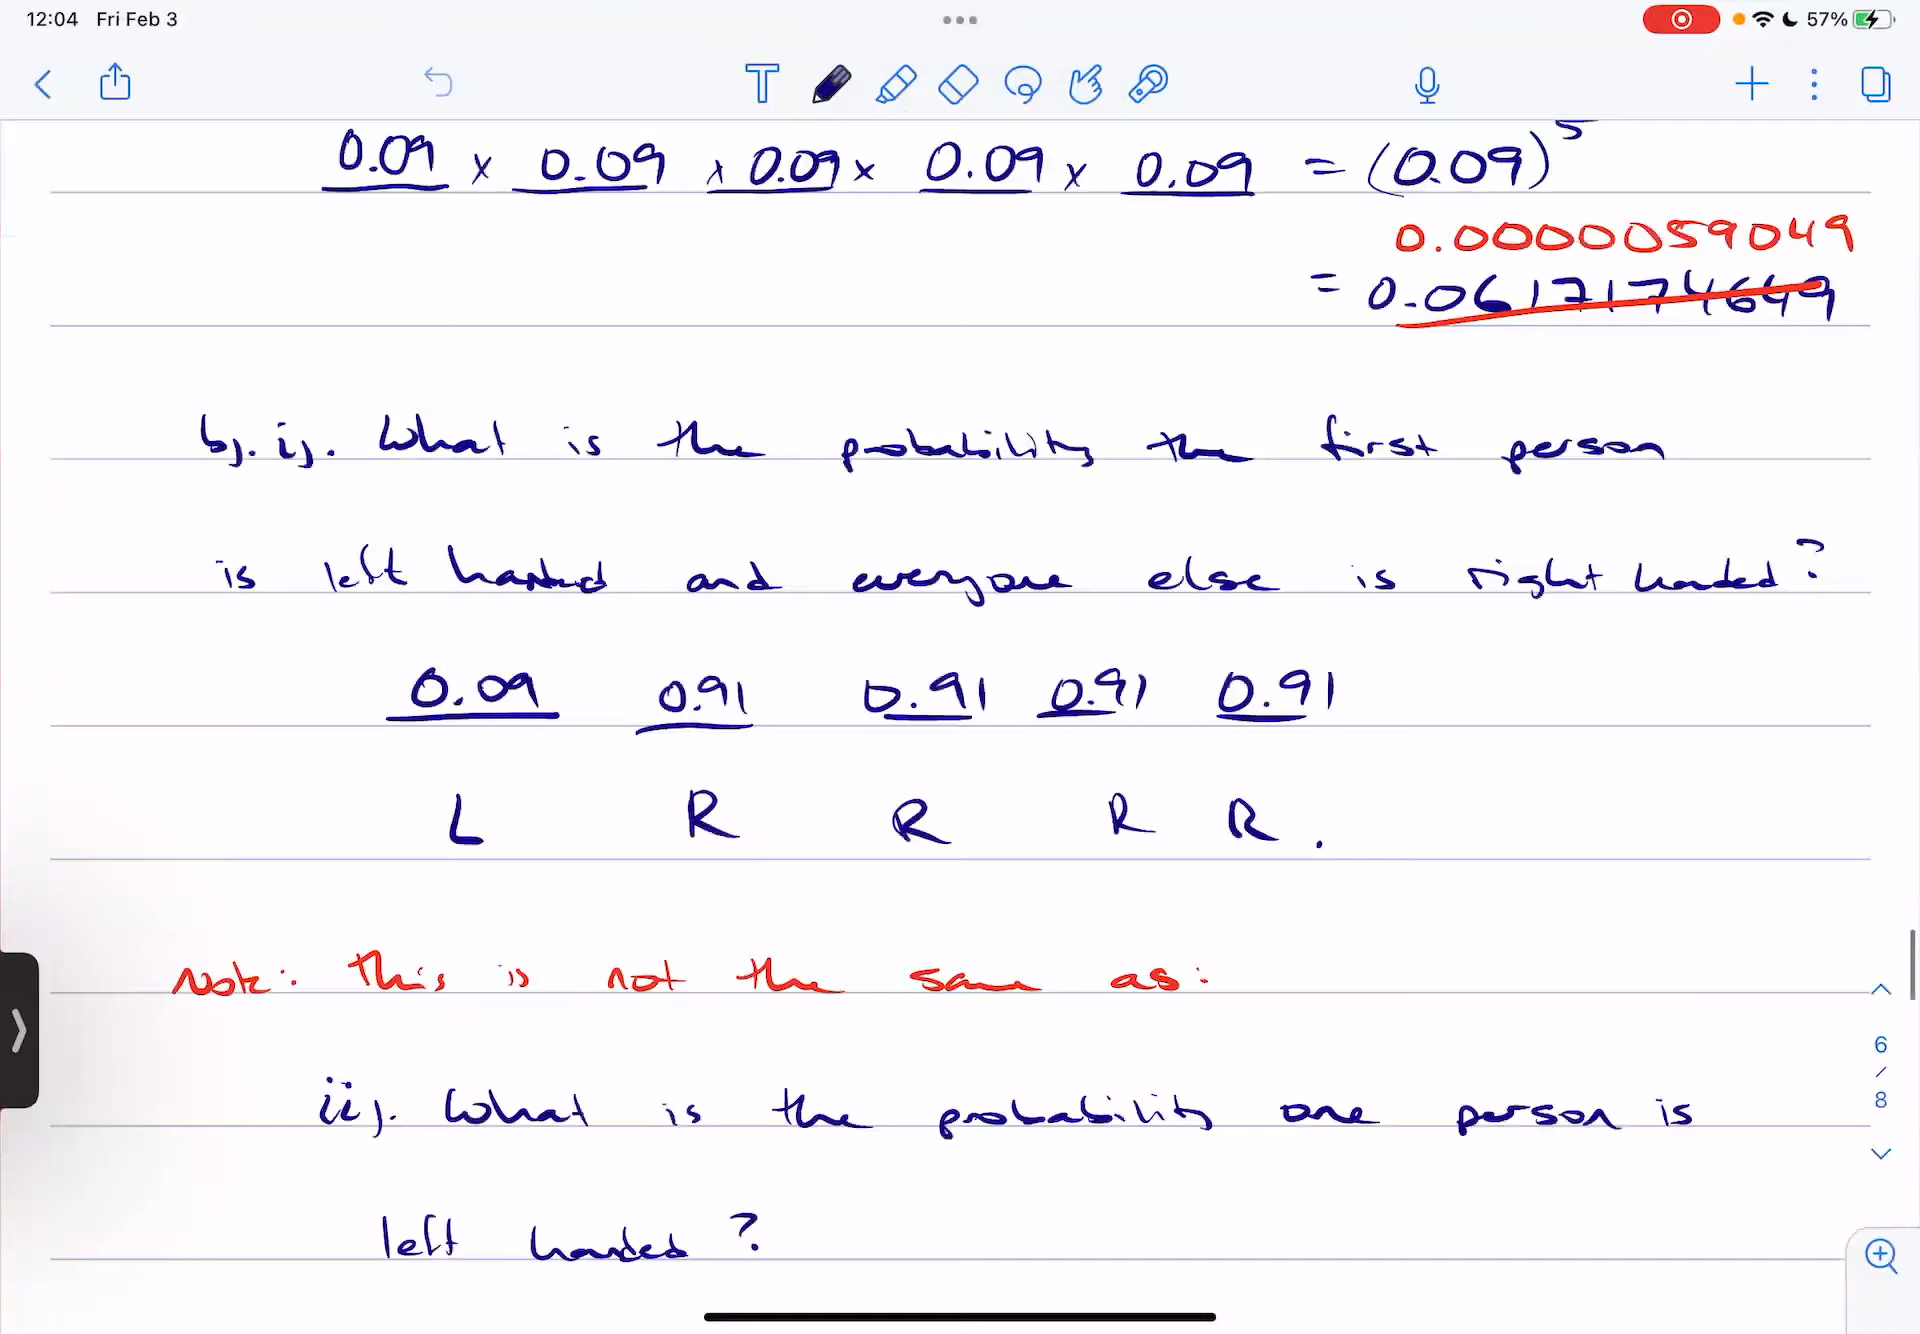 12:04 Fri Feb 3
57%
0.09 x 0.09 x 0.09 x 0.09 x 0.09 = (0.09)⁵
0.0000059049
= 0.0617174649
b). i). What is the probability the first person
is left handed and everyone else is right handed?
0.09 0.91 0.91 0.91 0.91
L R R R R.
Note: this is not the same as:
6
/
8
ii). What is the probability one person is
left handed?